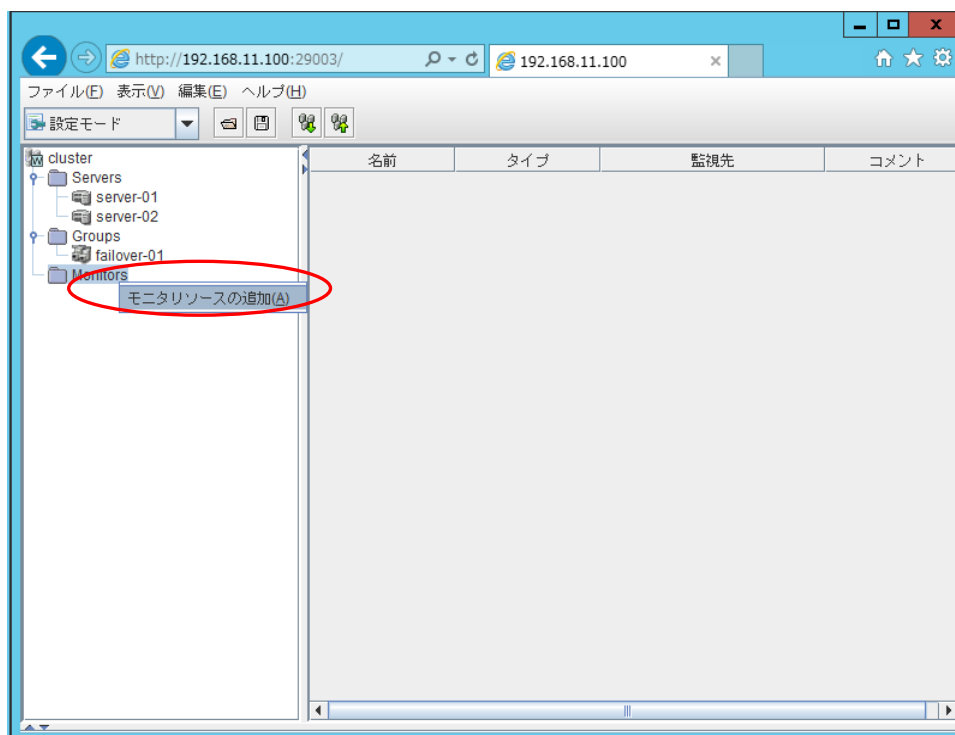 http://192.168.11.100:29003/
192.168.11.100
ファイル(F) 表示(V) 編集(E) ヘルプ(H)
設定モード
名前 タイプ 監視先 コメント
cluster
Servers
server-01
server-02
Groups
failover-01
Monitors
モニタリソースの追加(A)